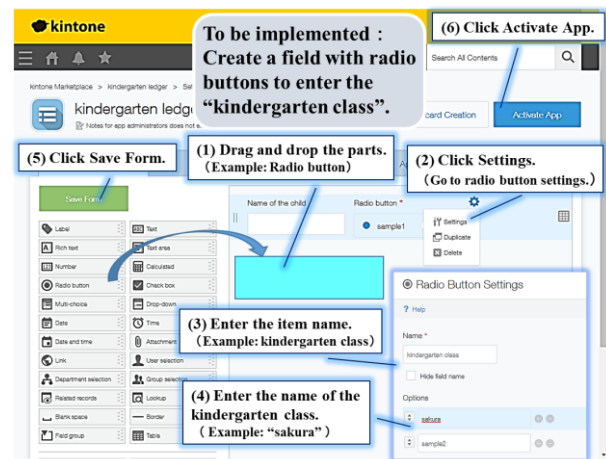 kintone
To be implemented :
Create a field with radio
buttons to enter the
“kindergarten class”.
(6) Click Activate App.
Search All Contents
kintone Marketplace > kindergarten ledger > Set
kindergarten ledg
Notes for app administrators does not e
card Creation
Activate App
(5) Click Save Form.
(1) Drag and drop the parts.
(Example: Radio button)
(2) Click Settings.
(Go to radio button settings.)
Save Form
Name of the child
Radio button *
sample1
Settings
Duplicate
Delete
Label
Text
Rich text
Text area
Number
Calculated
Radio button
Check box
Multi-choice
Drop-down
Date
Time
Date and time
Attachment
Link
User selection
Department selection
Group selection
Related records
Lookup
Blank space
Border
Field group
Table
Radio Button Settings
? Help
(3) Enter the item name.
(Example: kindergarten class)
Name *
kindergarten class
Hide field name
(4) Enter the name of the
kindergarten class.
( Example: “sakura” )
Options
sakura
sample2